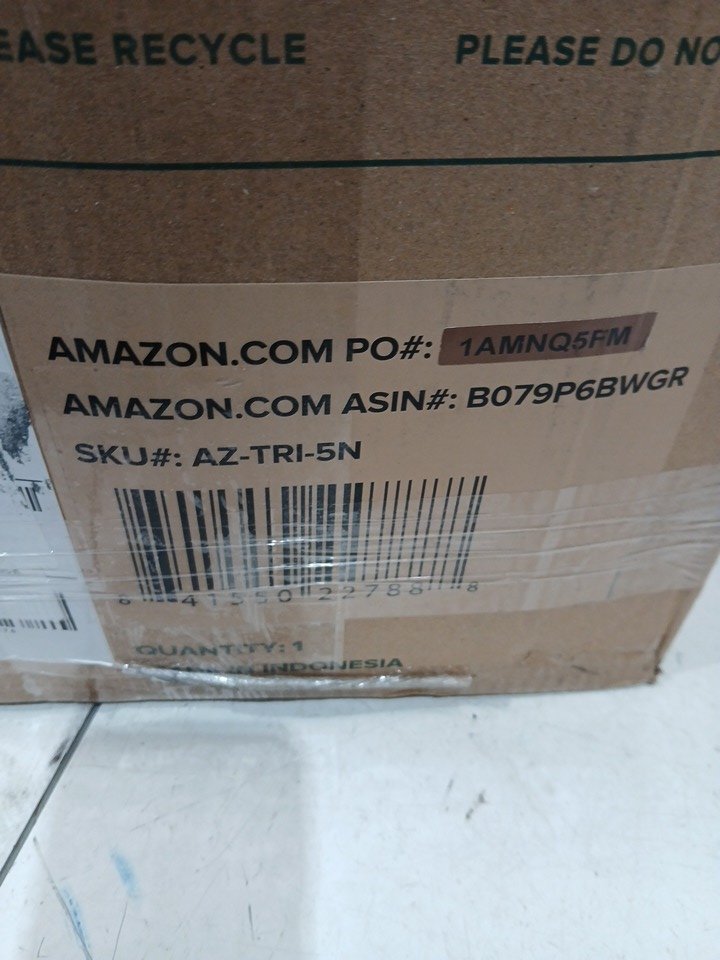 EASE RECYCLE
PLEASE DO NO
AMAZON.COM PO#: 1AMNQ5FM
AMAZON.COM ASIN#: B079P6BWGR
SKU#: AZ-TRI-5N
8 41550 22788 8
QUANTITY: 1
IN INDONESIA